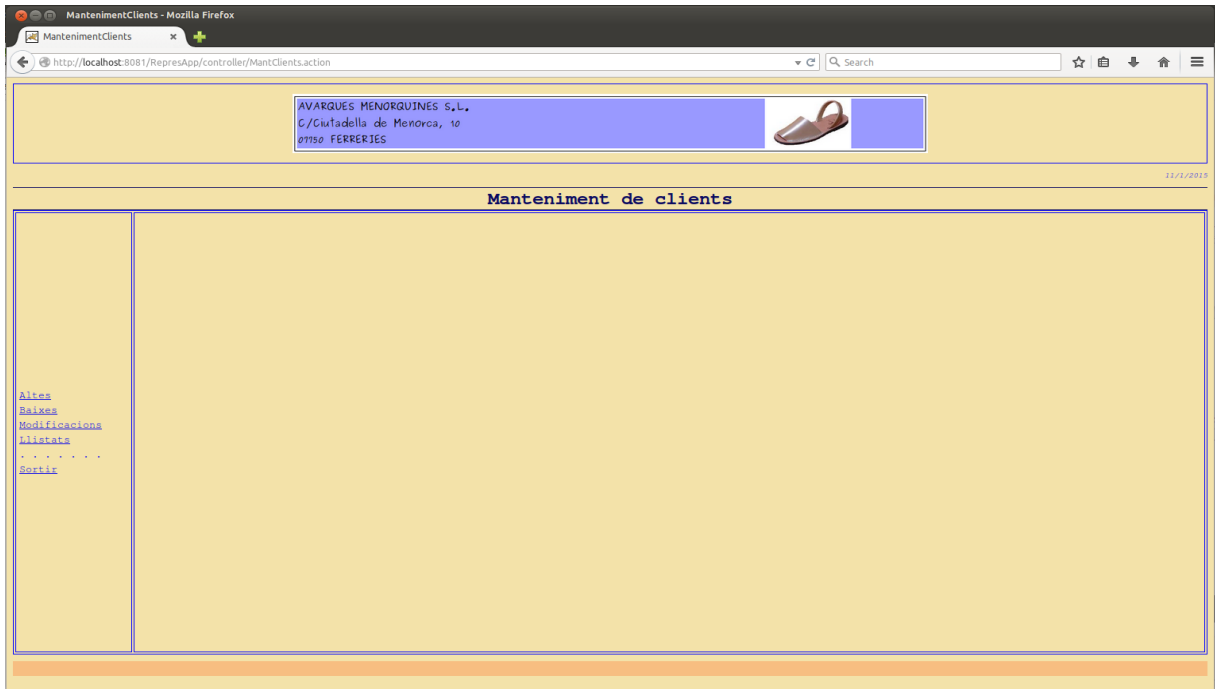 MantenimentClients - Mozilla Firefox
MantenimentClients
http://localhost:8081/RepresApp/controller/MantClients.action
Search
AVARQUES MENORQUINES S.L.
C/Ciutadella de Menorca, 10
07750 FERRERIES
11/1/2015
Manteniment de clients
Altes
Baixes
Modificacions
Llistats
. . . . . . .
Sortir